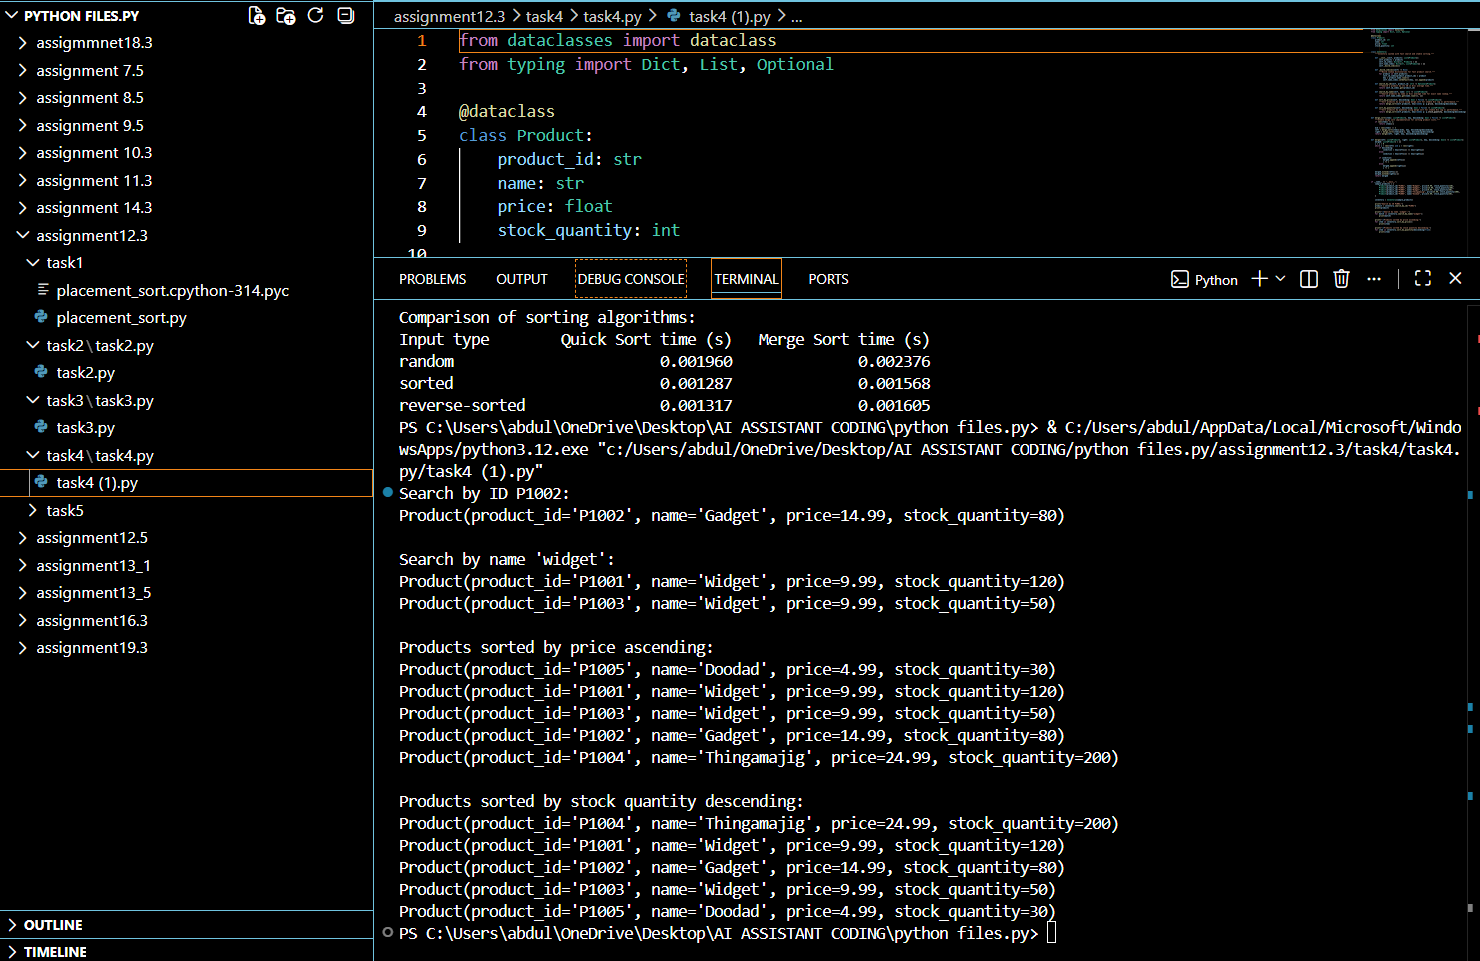 PYTHON FILES.PY
assigmmnet18.3
assignment 7.5
assignment 8.5
assignment 9.5
assignment 10.3
assignment 11.3
assignment 14.3
assignment12.3
task1
placement_sort.cpython-314.pyc
placement_sort.py
task2\task2.py
task2.py
task3\task3.py
task3.py
task4\task4.py
task4 (1).py
task5
assignment12.5
assignment13_1
assignment13_5
assignment16.3
assignment19.3
OUTLINE
TIMELINE
assignment12.3 > task4 > task4.py > task4 (1).py > ...
1 from dataclasses import dataclass
2 from typing import Dict, List, Optional
3
4 @dataclass
5 class Product:
6 product_id: str
7 name: str
8 price: float
9 stock_quantity: int
10
PROBLEMS OUTPUT DEBUG CONSOLE TERMINAL PORTS Python
Comparison of sorting algorithms:
Input type Quick Sort time (s) Merge Sort time (s)
random 0.001960 0.002376
sorted 0.001287 0.001568
reverse-sorted 0.001317 0.001605
PS C:\Users\abdul\OneDrive\Desktop\AI ASSISTANT CODING\python files.py> & C:/Users/abdul/AppData/Local/Microsoft/Windo
wsApps/python3.12.exe "c:/Users/abdul/OneDrive/Desktop/AI ASSISTANT CODING/python files.py/assignment12.3/task4/task4.
py/task4 (1).py"
Search by ID P1002:
Product(product_id='P1002', name='Gadget', price=14.99, stock_quantity=80)
Search by name 'widget':
Product(product_id='P1001', name='Widget', price=9.99, stock_quantity=120)
Product(product_id='P1003', name='Widget', price=9.99, stock_quantity=50)
Products sorted by price ascending:
Product(product_id='P1005', name='Doodad', price=4.99, stock_quantity=30)
Product(product_id='P1001', name='Widget', price=9.99, stock_quantity=120)
Product(product_id='P1003', name='Widget', price=9.99, stock_quantity=50)
Product(product_id='P1002', name='Gadget', price=14.99, stock_quantity=80)
Product(product_id='P1004', name='Thingamajig', price=24.99, stock_quantity=200)
Products sorted by stock quantity descending:
Product(product_id='P1004', name='Thingamajig', price=24.99, stock_quantity=200)
Product(product_id='P1001', name='Widget', price=9.99, stock_quantity=120)
Product(product_id='P1002', name='Gadget', price=14.99, stock_quantity=80)
Product(product_id='P1003', name='Widget', price=9.99, stock_quantity=50)
Product(product_id='P1005', name='Doodad', price=4.99, stock_quantity=30)
PS C:\Users\abdul\OneDrive\Desktop\AI ASSISTANT CODING\python files.py>